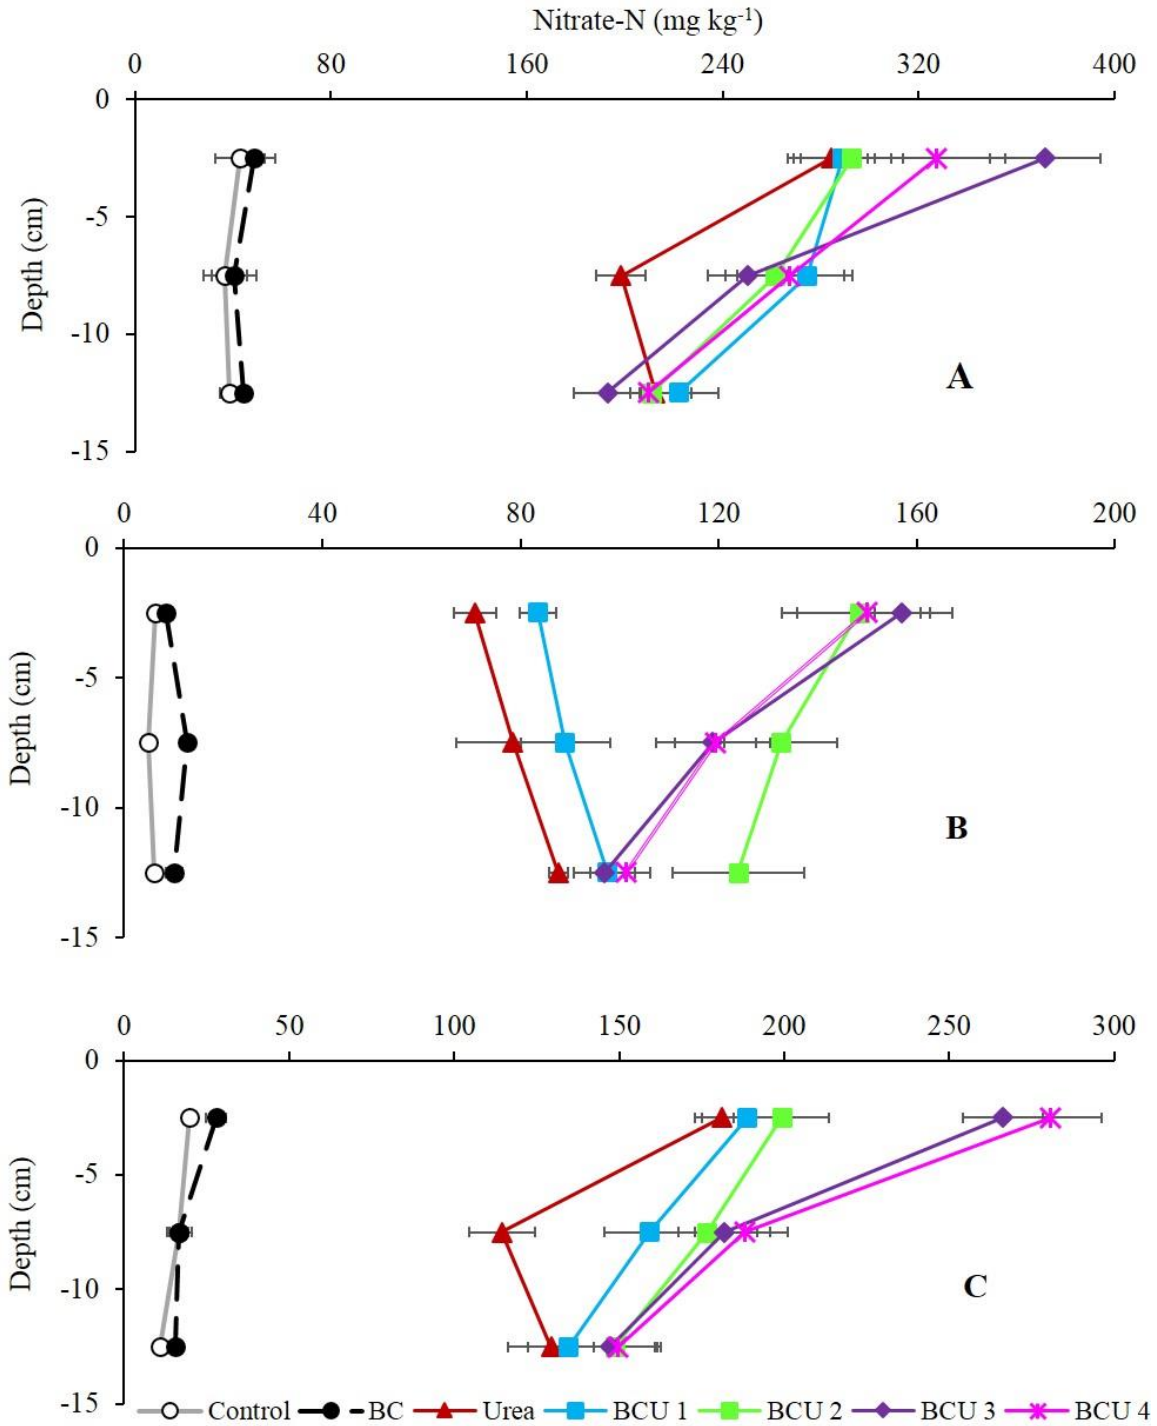 Nitrate-N (mg kg-1)
0 80 160 240 320 400
0
-5
-10
-15
Depth (cm)
A
0 40 80 120 160 200
0
-5
-10
-15
Depth (cm)
B
0 50 100 150 200 250 300
0
-5
-10
-15
Depth (cm)
C
Control BC Urea BCU 1 BCU 2 BCU 3 BCU 4